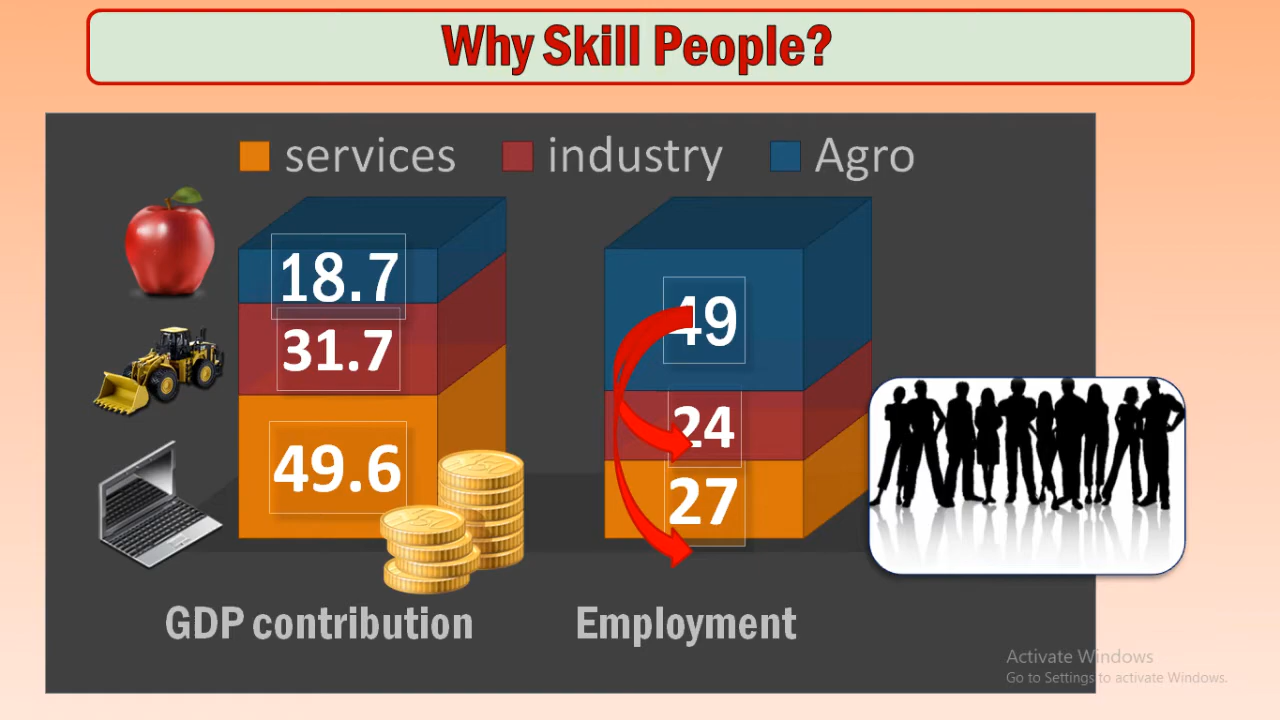 Why Skill People?
services industry Agro
18.7
31.7
49.6
49
24
27
GDP contribution
Employment
Activate Windows
Go to Settings to activate Windows.